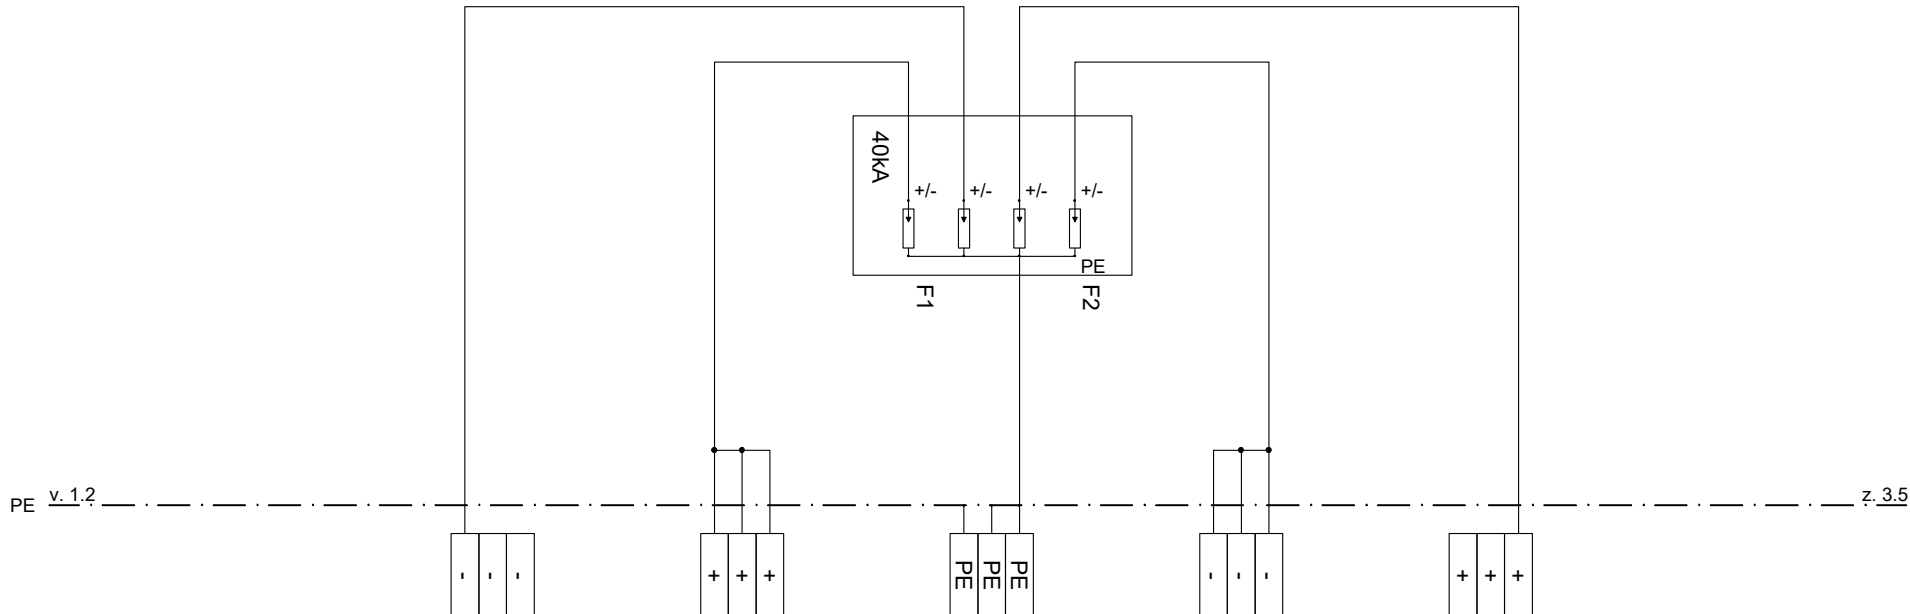 40kA
+/- +/- +/- +/-
PE
F1 F2
PE v. 1.2 z. 3.5
- - - + + + PE PE PE - - - + + +